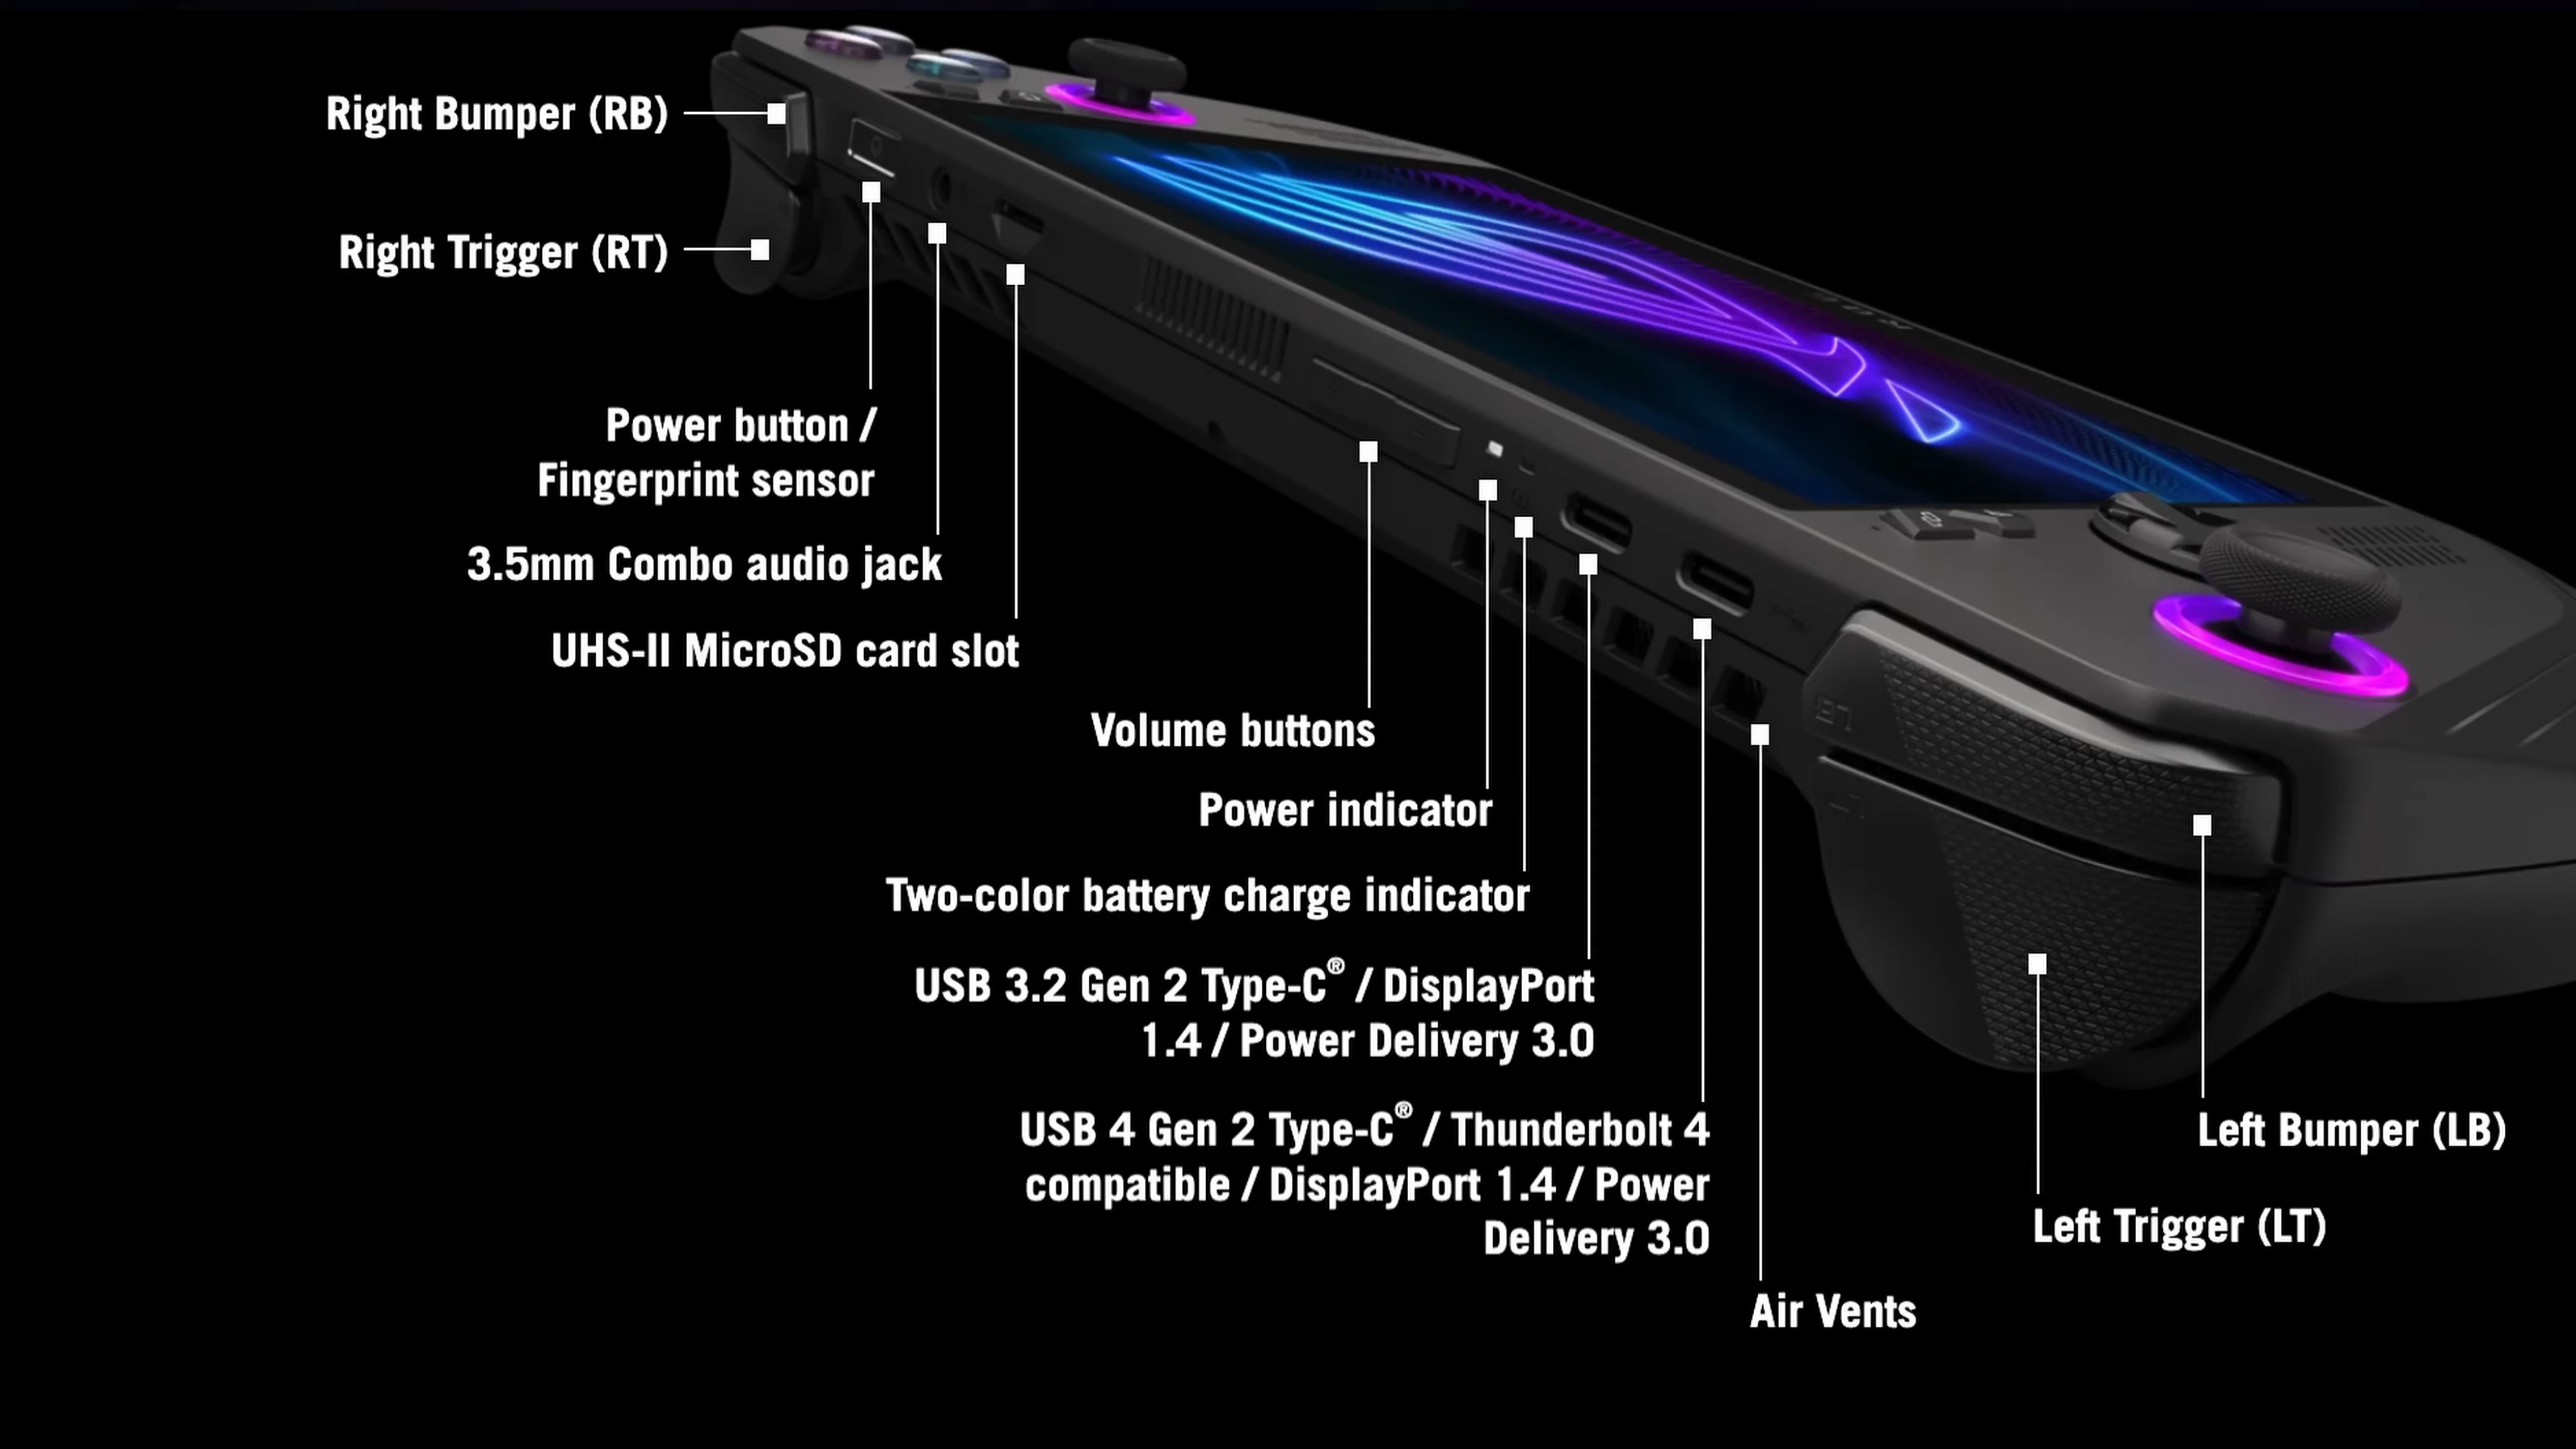 Right Bumper (RB)
Right Trigger (RT)
Power button /
Fingerprint sensor
3.5mm Combo audio jack
UHS-II MicroSD card slot
Volume buttons
Power indicator
Two-color battery charge indicator
USB 3.2 Gen 2 Type-C® / DisplayPort
1.4 / Power Delivery 3.0
USB 4 Gen 2 Type-C® / Thunderbolt 4
compatible / DisplayPort 1.4 / Power
Delivery 3.0
Air Vents
LB
LT
Left Bumper (LB)
Left Trigger (LT)